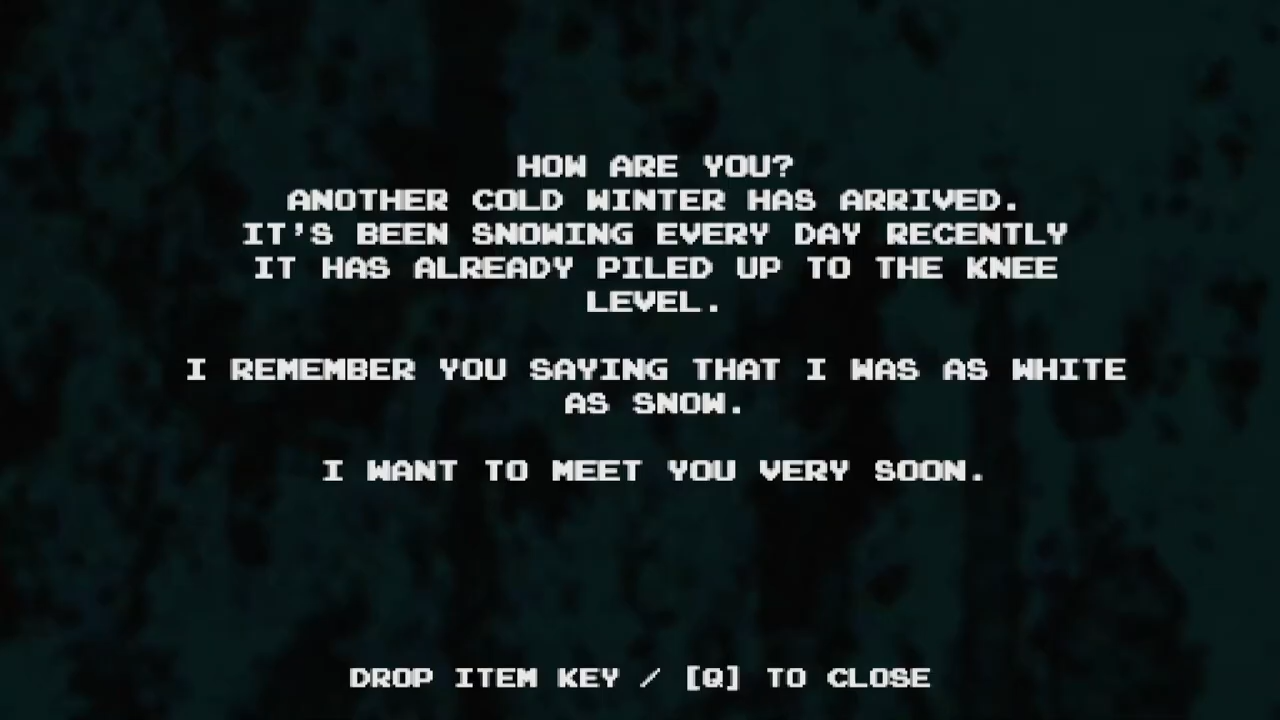 HOW ARE YOU?
ANOTHER COLD WINTER HAS ARRIVED.
IT'S BEEN SNOWING EVERY DAY RECENTLY
IT HAS ALREADY PILED UP TO THE KNEE
LEVEL.
I REMEMBER YOU SAYING THAT I WAS AS WHITE
AS SNOW.
I WANT TO MEET YOU VERY SOON.
DROP ITEM KEY / [Q] TO CLOSE